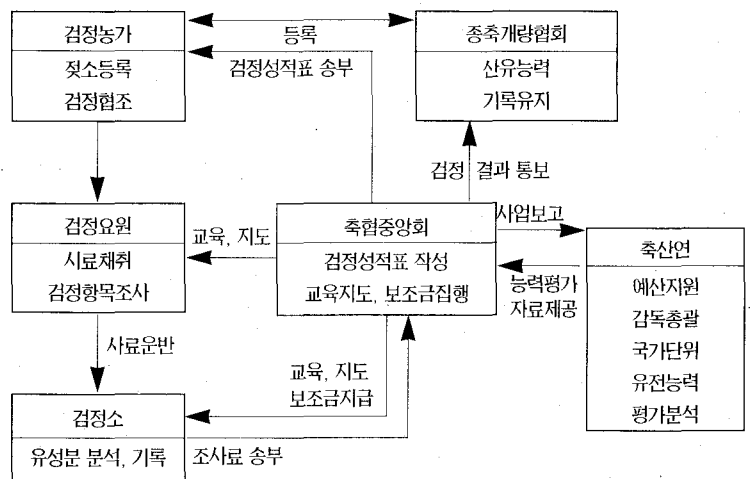 검정농가
젖소등록
검정협조
등록
검정성적표 송부
종축개량협회
산유능력
기록유지
검정 결과 통보
검정요원
시료채취
검정항목조사
교육, 지도
축협중앙회
검정성적표 작성
교육지도, 보조금집행
사업보고
능력평가
자료제공
축산연
예산지원
감독총괄
국가단위
유전능력
평가분석
사료운반
교육, 지도
보조금지급
검정소
유성분 분석, 기록
조사료 송부